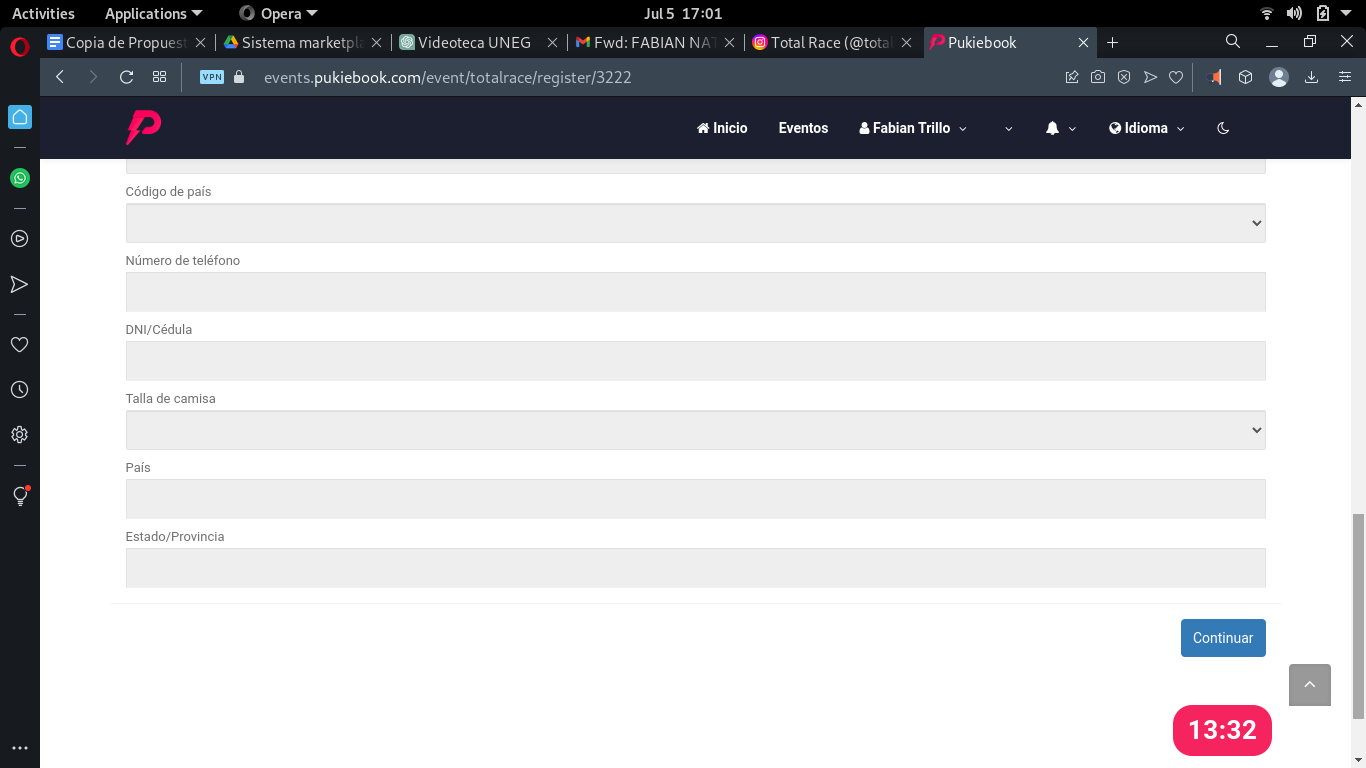 Activities Applications Opera Jul 5 17:01
Copia de Propuest Sistema marketpla Videoteca UNEG Fwd: FABIAN NAT Total Race (@total Pukiebook
VPN events.pukiebook.com/event/totalrace/register/3222
Inicio Eventos Fabian Trillo Idioma
Código de país
Número de teléfono
DNI/Cédula
Talla de camisa
País
Estado/Provincia
Continuar
13:32